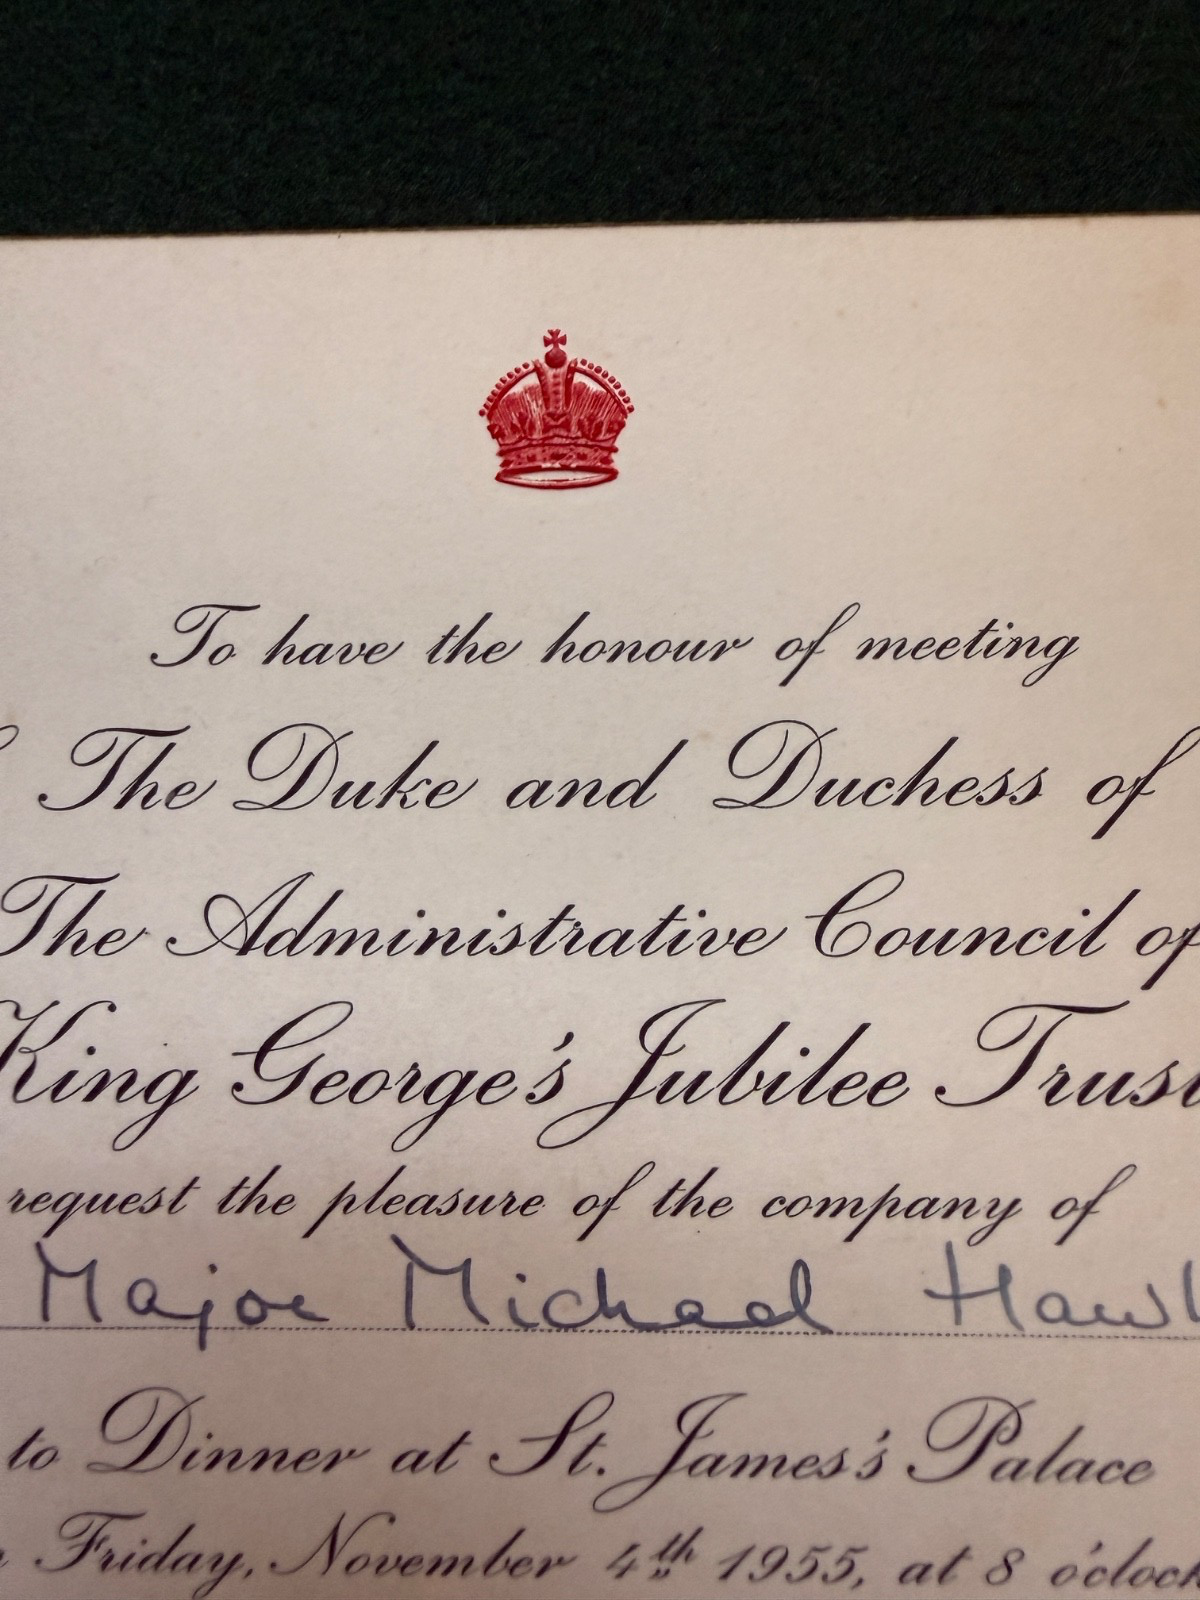 To have the honour of meeting
The Duke and Duchess of
The Administrative Council of
King George's Jubilee Trust
request the pleasure of the company of
Major Michael
to Dinner at St. James's Palace
Friday, November 4th 1955, at 8 o'clock